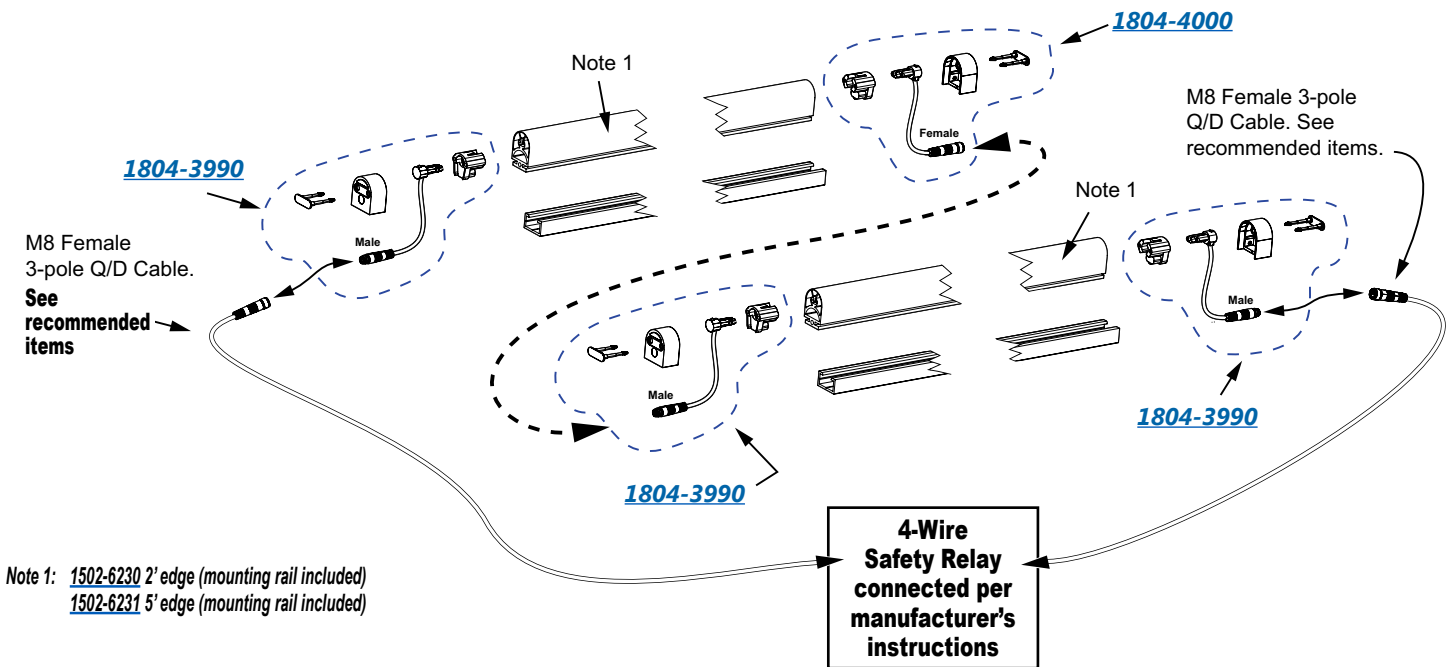 1804-4000
Note 1
M8 Female 3-pole
Q/D Cable. See
recommended items.
1804-3990
Female
Note 1
Male
M8 Female
3-pole Q/D Cable.
See
recommended
items
Male
Male
1804-3990
1804-3990
4-Wire
Safety Relay
connected per
manufacturer's
instructions
Note 1: 1502-6230 2' edge (mounting rail included)
1502-6231 5' edge (mounting rail included)